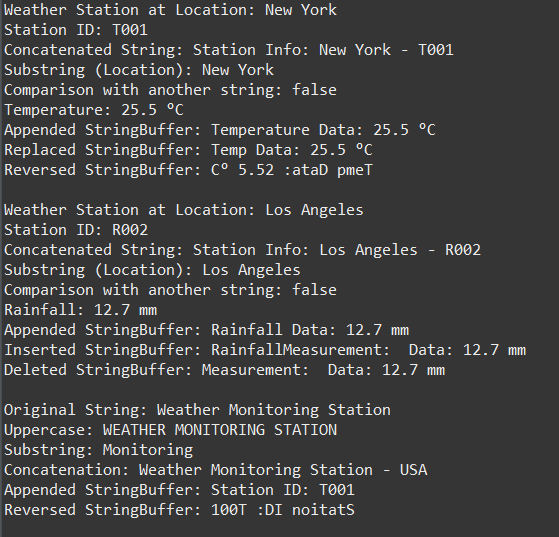 Weather Station at Location: New York
Station ID: T001
Concatenated String: Station Info: New York - T001
Substring (Location): New York
Comparison with another string: false
Temperature: 25.5 °C
Appended StringBuffer: Temperature Data: 25.5 °C
Replaced StringBuffer: Temp Data: 25.5 °C
Reversed StringBuffer: C° 5.52 :ataD pmeT

Weather Station at Location: Los Angeles
Station ID: R002
Concatenated String: Station Info: Los Angeles - R002
Substring (Location): Los Angeles
Comparison with another string: false
Rainfall: 12.7 mm
Appended StringBuffer: Rainfall Data: 12.7 mm
Inserted StringBuffer: RainfallMeasurement:  Data: 12.7 mm
Deleted StringBuffer: Measurement:  Data: 12.7 mm

Original String: Weather Monitoring Station
Uppercase: WEATHER MONITORING STATION
Substring: Monitoring
Concatenation: Weather Monitoring Station - USA
Appended StringBuffer: Station ID: T001
Reversed StringBuffer: 100T :DI noitatS